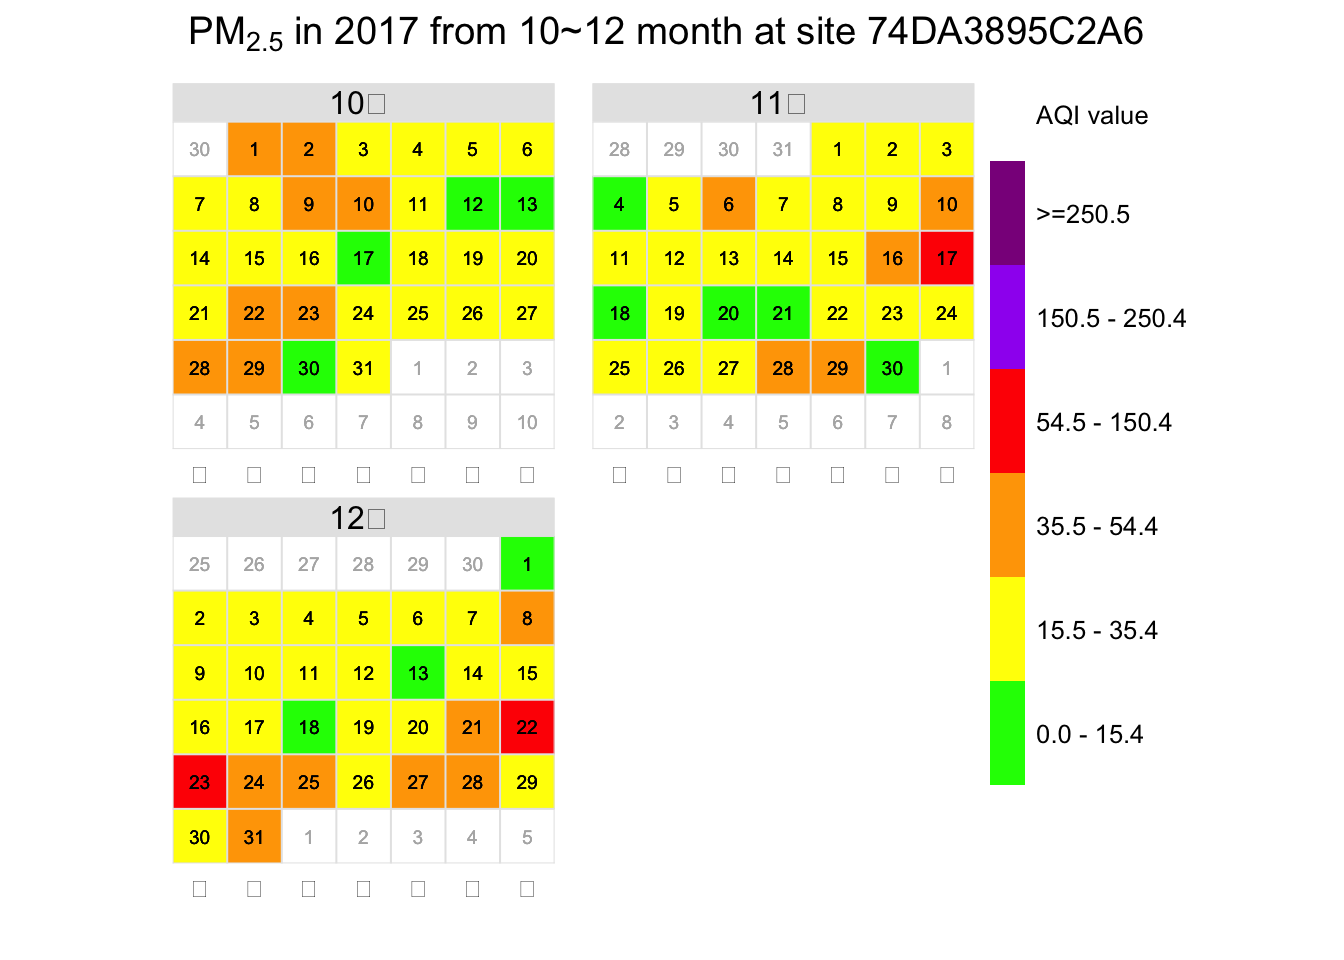 PM2.5 in 2017 from 10~12 month at site 74DA3895C2A6
10□
30 1 2 3 4 5 6
7 8 9 10 11 12 13
14 15 16 17 18 19 20
21 22 23 24 25 26 27
28 29 30 31 1 2 3
4 5 6 7 8 9 10
□ □ □ □ □ □ □
11□
28 29 30 31 1 2 3
4 5 6 7 8 9 10
11 12 13 14 15 16 17
18 19 20 21 22 23 24
25 26 27 28 29 30 1
2 3 4 5 6 7 8
□ □ □ □ □ □ □
12□
25 26 27 28 29 30 1
2 3 4 5 6 7 8
9 10 11 12 13 14 15
16 17 18 19 20 21 22
23 24 25 26 27 28 29
30 31 1 2 3 4 5
□ □ □ □ □ □ □
AQI value
>=250.5
150.5 - 250.4
54.5 - 150.4
35.5 - 54.4
15.5 - 35.4
0.0 - 15.4